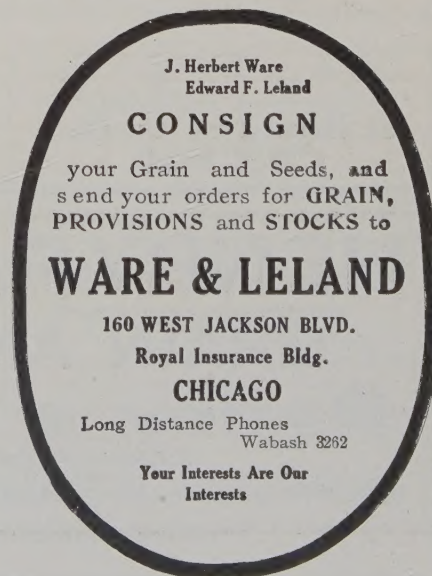 J. Herbert Ware
Edward F. Leland
CONSIGN
your Grain and Seeds, and
send your orders for GRAIN,
PROVISIONS and STOCKS to
WARE & LELAND
160 WEST JACKSON BLVD.
Royal Insurance Bldg.
CHICAGO
Long Distance Phones
Wabash 3262
Your Interests Are Our
Interests